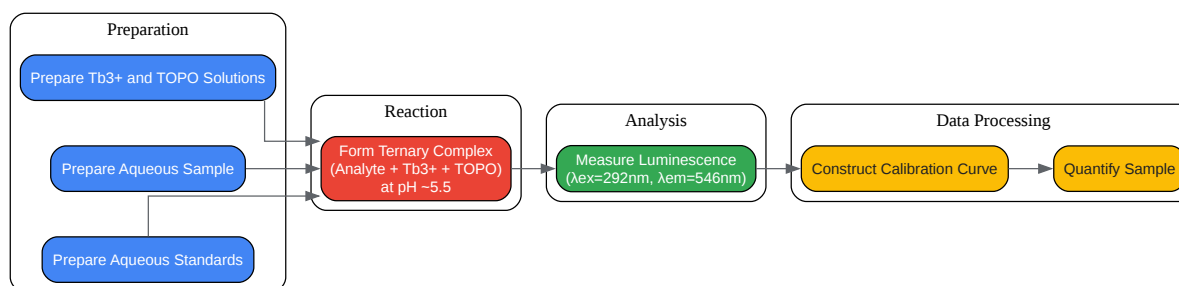 Preparation
Prepare Tb3+ and TOPO Solutions
Prepare Aqueous Sample
Prepare Aqueous Standards
Reaction
Form Ternary Complex
(Analyte + Tb3+ + TOPO)
at pH ~5.5
Analysis
Measure Luminescence
(λex=292nm, λem=546nm)
Data Processing
Construct Calibration Curve
Quantify Sample